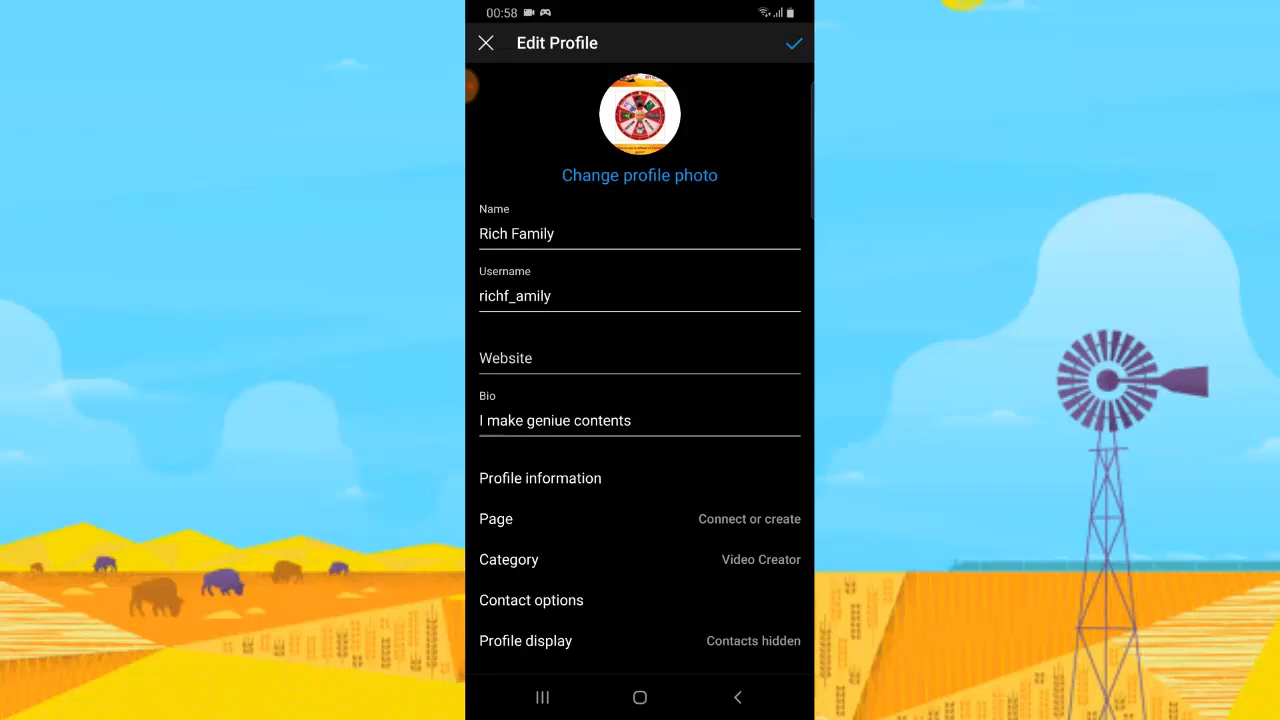 00:58
Edit Profile
Change profile photo
Name
Rich Family
Username
richf_amily
Website
Bio
I make geniue contents
Profile information
Page Connect or create
Category Video Creator
Contact options
Profile display Contacts hidden